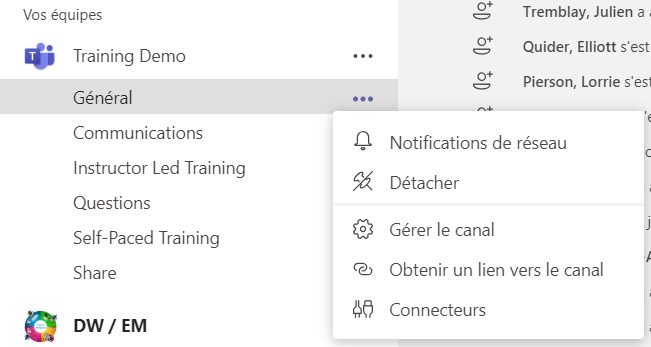 Vos équipes
Training Demo
Général
Communications
Instructor Led Training
Questions
Self-Paced Training
Share
DW / EM
Tremblay, Julien a
Quider, Elliott s'est
Pierson, Lorrie s'est
Notifications de réseau
Détacher
Gérer le canal
Obtenir un lien vers le canal
Connecteurs